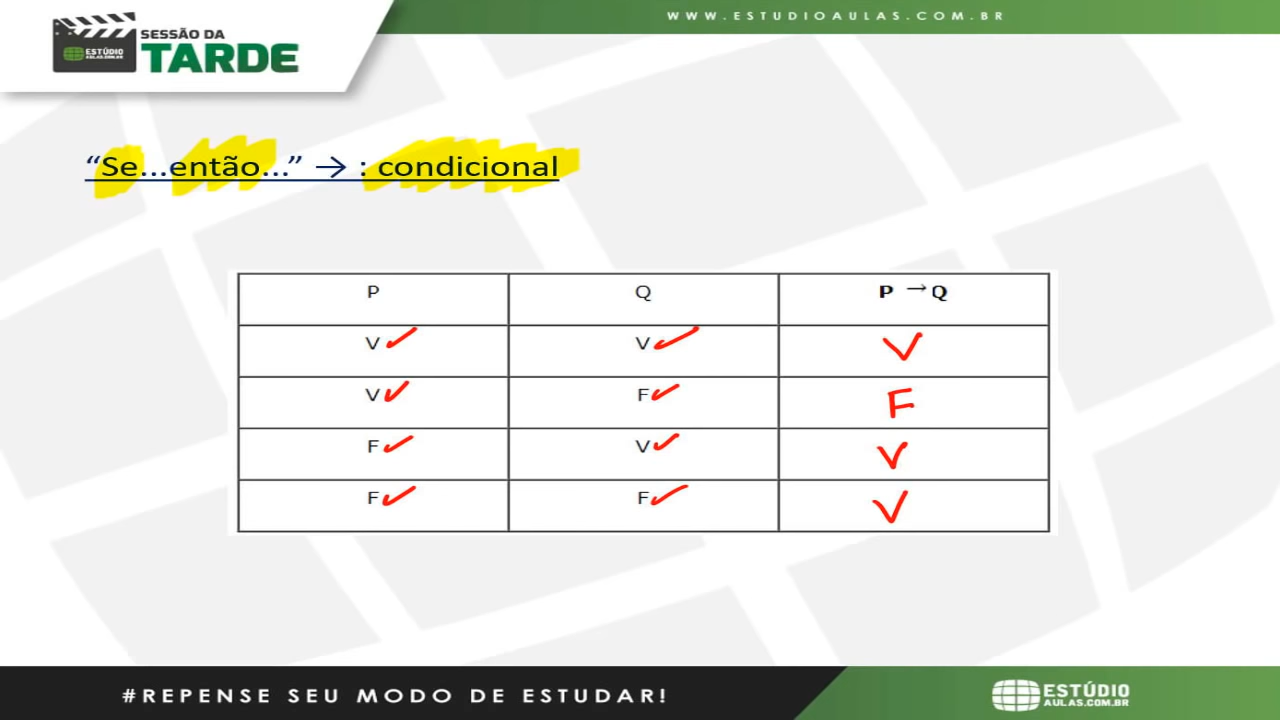 WWW.ESTUDIOAULAS.COM.BR
SESSÃO DA
TARDE
ESTÚDIO
AULAS.COM.BR
“Se...então...” → : condicional
P Q P → Q
V V V
V F F
F V V
F F V
#REPENSE SEU MODO DE ESTUDAR!
ESTÚDIO
AULAS.COM.BR